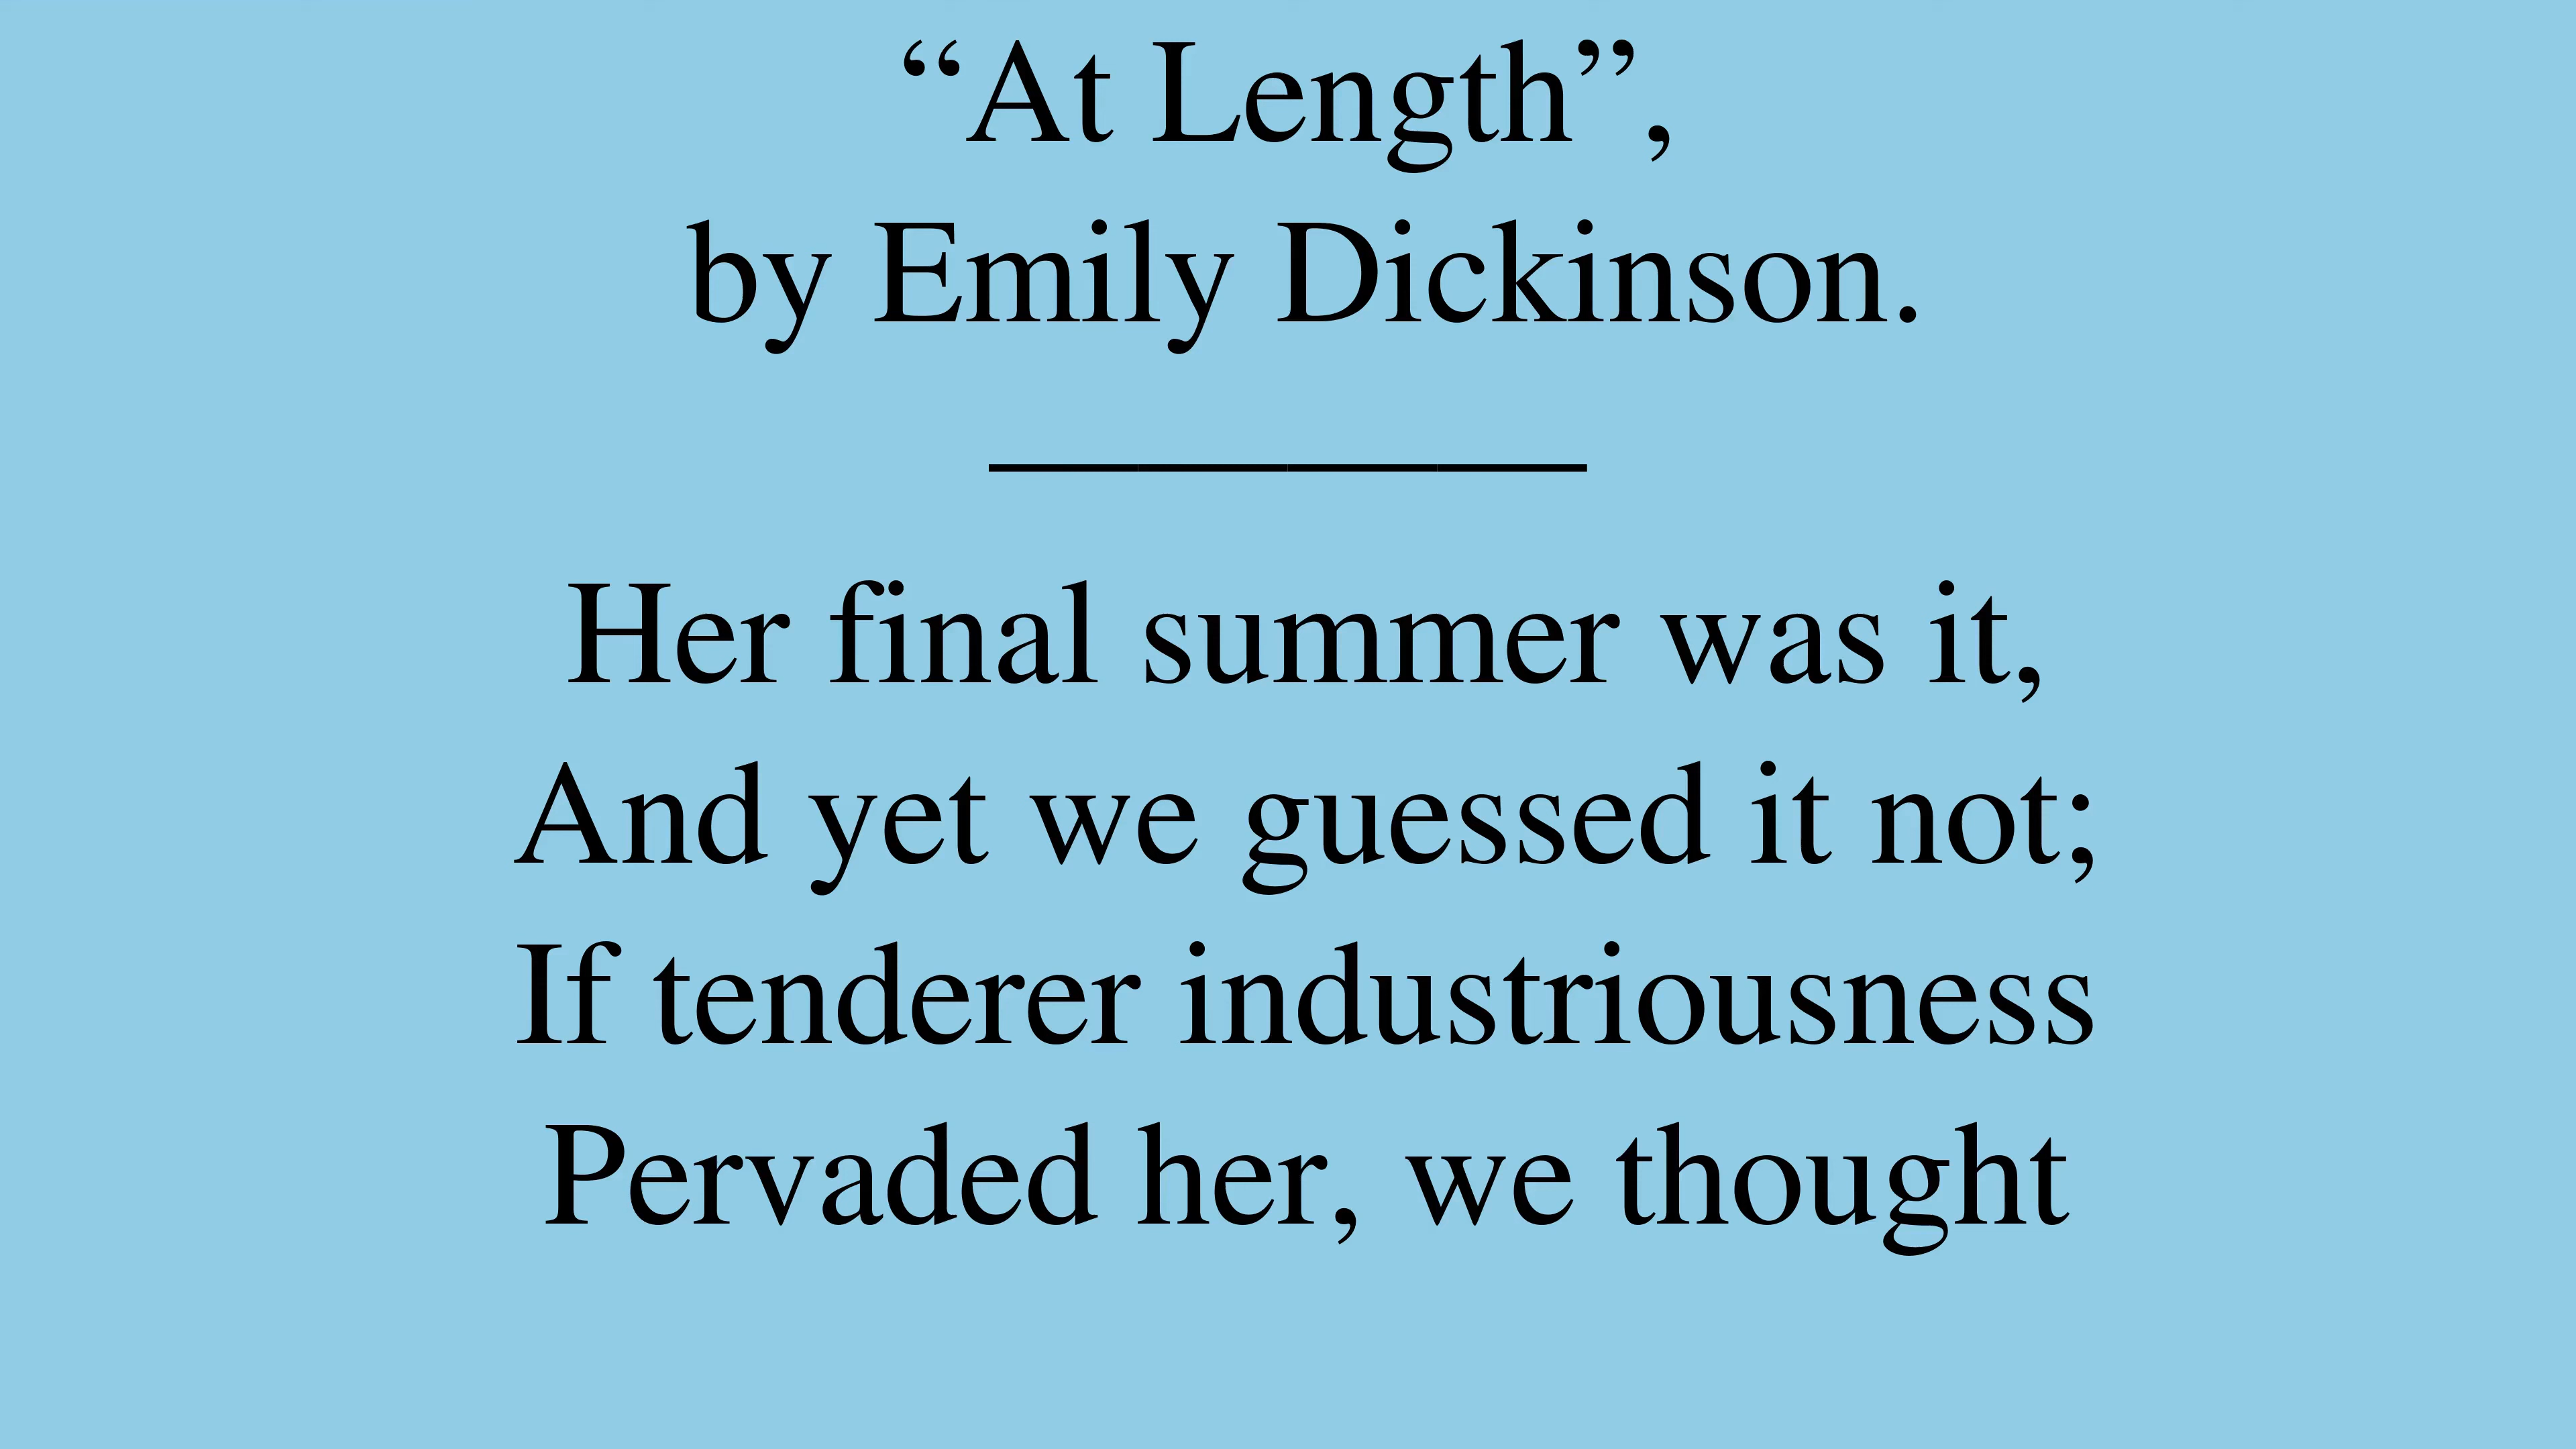 “At Length”,
by Emily Dickinson.
————
Her final summer was it,
And yet we guessed it not;
If tenderer industriousness
Pervaded her, we thought